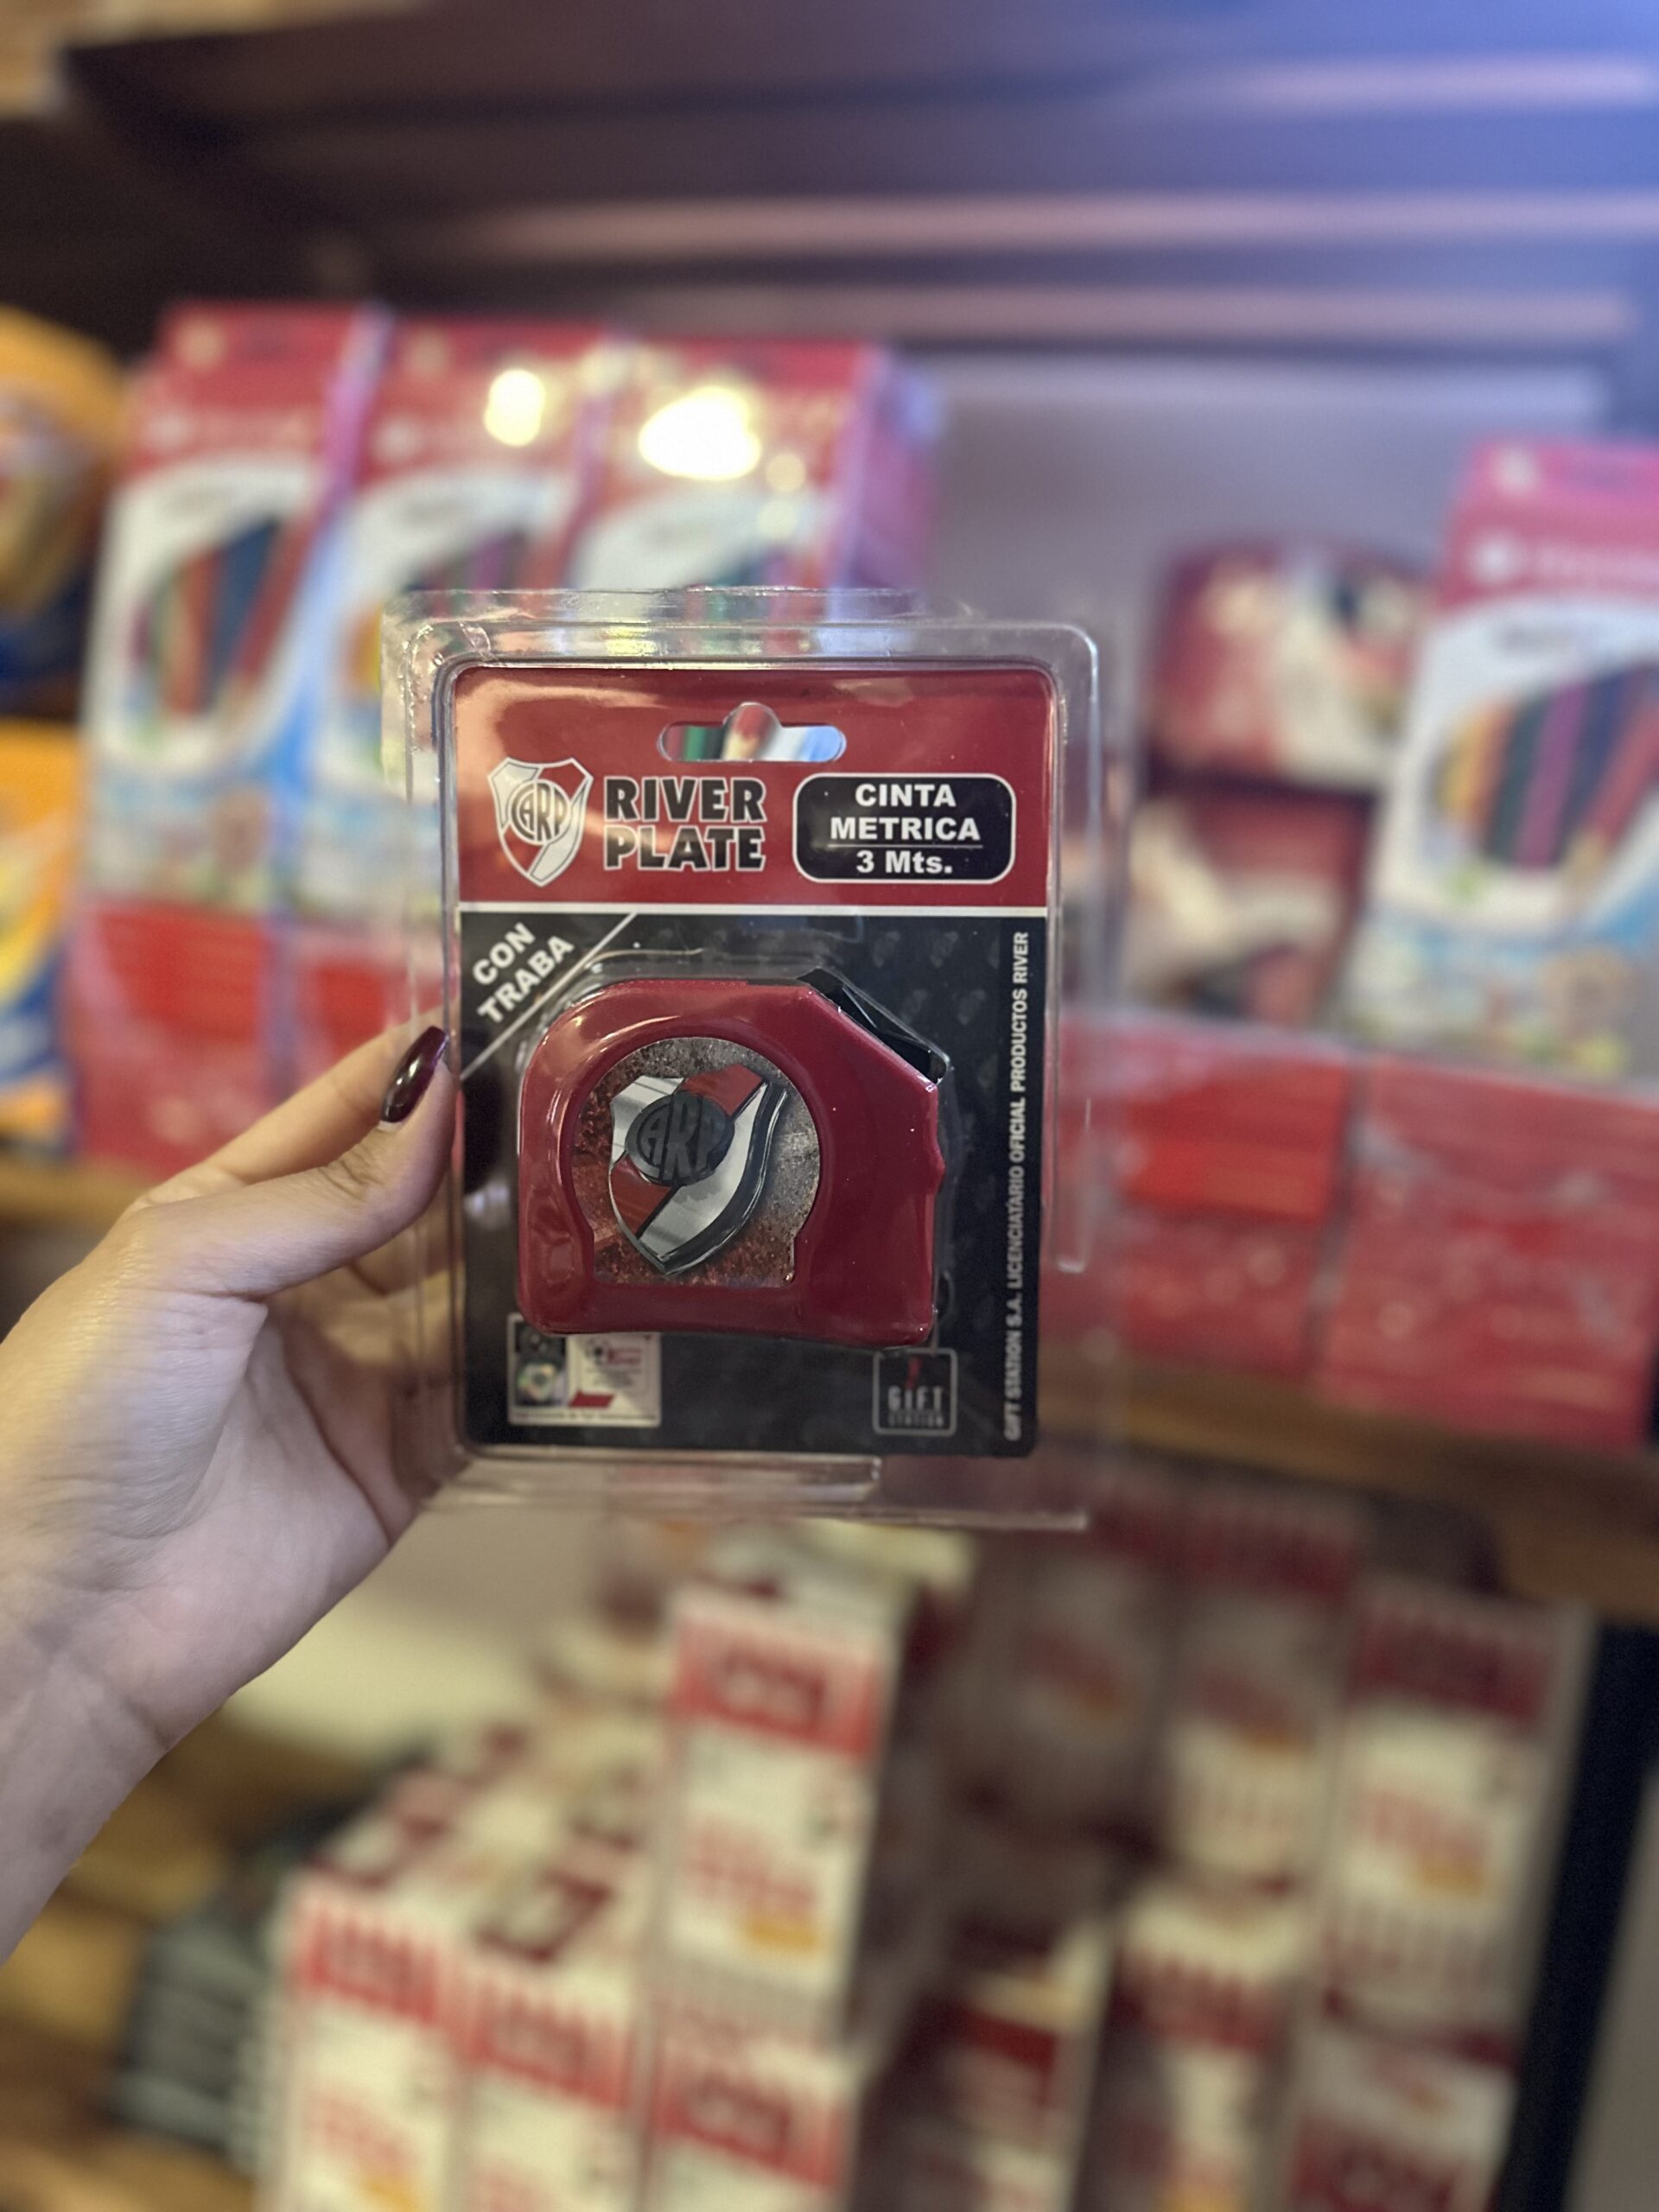 CARP
RIVER
PLATE
CINTA
METRICA
3 Mts.
CON
TRABA
CARP
GIFT STATION S.A. LICENCIATARIO OFICIAL PRODUCTOS RIVER
GIFT
STATION